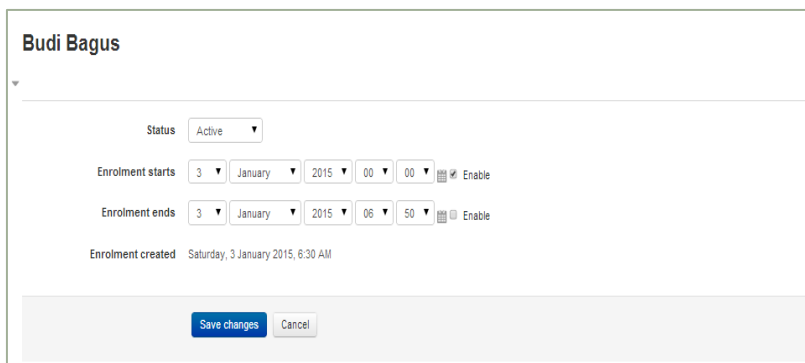 Budi Bagus
Status Active
Enrolment starts 3 January 2015 00 00 Enable
Enrolment ends 3 January 2015 06 50 Enable
Enrolment created Saturday, 3 January 2015, 6:30 AM
Save changes Cancel